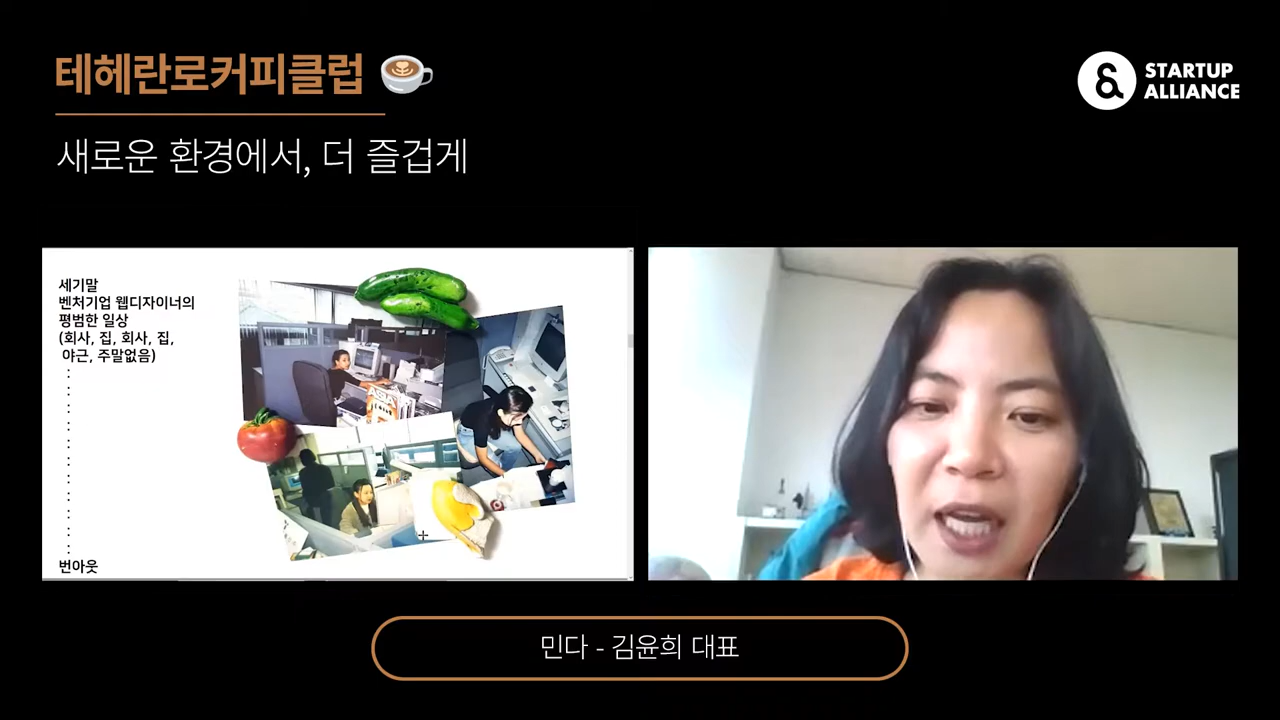 테헤란로커피클럽
STARTUP
ALLIANCE
새로운 환경에서, 더 즐겁게
세기말
벤처기업 웹디자이너의
평범한 일상
(회사, 집, 회사, 집,
야근, 주말없음)
번아웃
민다 - 김윤희 대표